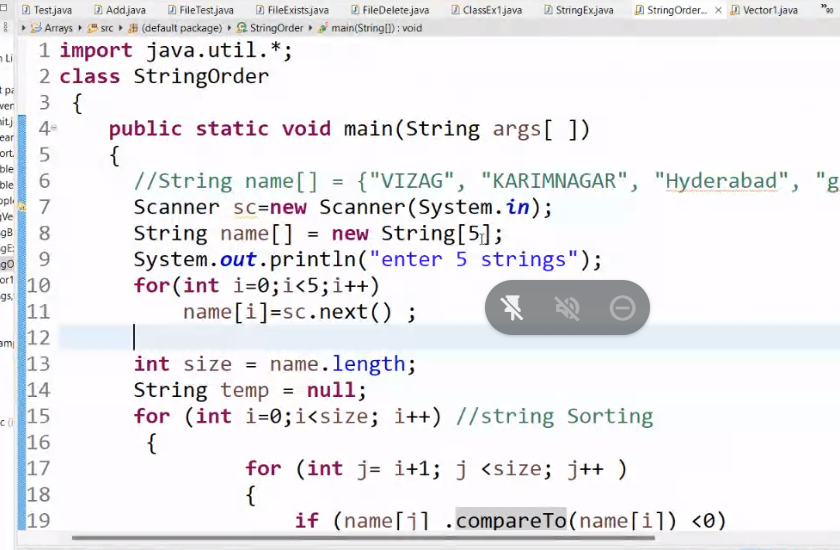 Test.java Add.java FileTest.java FileExists.java FileDelete.java ClassEx1.java StringEx.java StringOrder... Vector1.java
Arrays src (default package) StringOrder main(String[]) : void
1 import java.util.*;
2 class StringOrder
3 {
4 public static void main(String args[ ])
5 {
6 //String name[] = {"VIZAG", "KARIMNAGAR", "Hyderabad", "g
7 Scanner sc=new Scanner(System.in);
8 String name[] = new String[5];
9 System.out.println("enter 5 strings");
10 for(int i=0;i<5;i++)
11 name[i]=sc.next() ;
12
13 int size = name.length;
14 String temp = null;
15 for (int i=0;i<size; i++) //string Sorting
16 {
17 for (int j= i+1; j <size; j++ )
18 {
19 if (name[j] .compareTo(name[i]) <0)